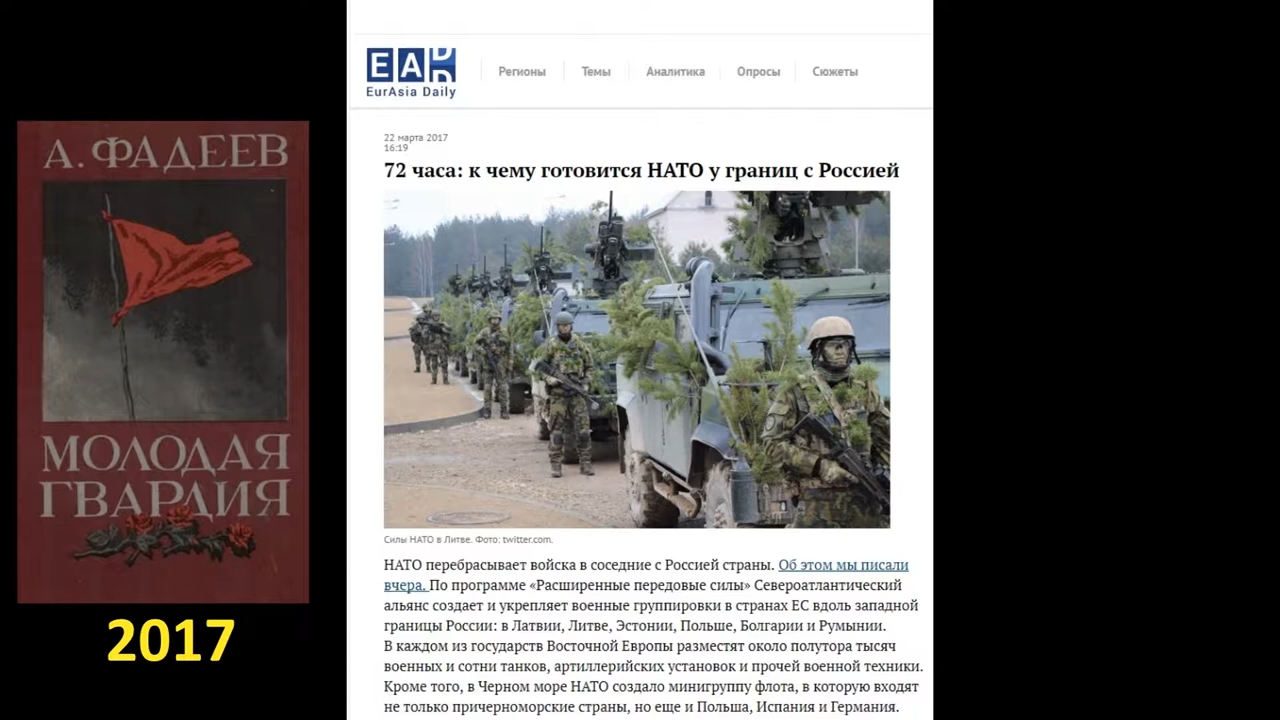 А. ФАДЕЕВ
МОЛОДАЯ
ГВАРДИЯ
2017
EAD
EurAsia Daily
Регионы
Темы
Аналитика
Опросы
Сюжеты
22 марта 2017
16:19
72 часа: к чему готовится НАТО у границ с Россией
Силы НАТО в Литве. Фото: twitter.com.
НАТО перебрасывает войска в соседние с Россией страны. Об этом мы писали
вчера. По программе «Расширенные передовые силы» Североатлантический
альянс создает и укрепляет военные группировки в странах ЕС вдоль западной
границы России: в Латвии, Литве, Эстонии, Польше, Болгарии и Румынии.
В каждом из государств Восточной Европы разместят около полутора тысяч
военных и сотни танков, артиллерийских установок и прочей военной техники.
Кроме того, в Черном море НАТО создало минигруппу флота, в которую входят
не только причерноморские страны, но еще и Польша, Испания и Германия.